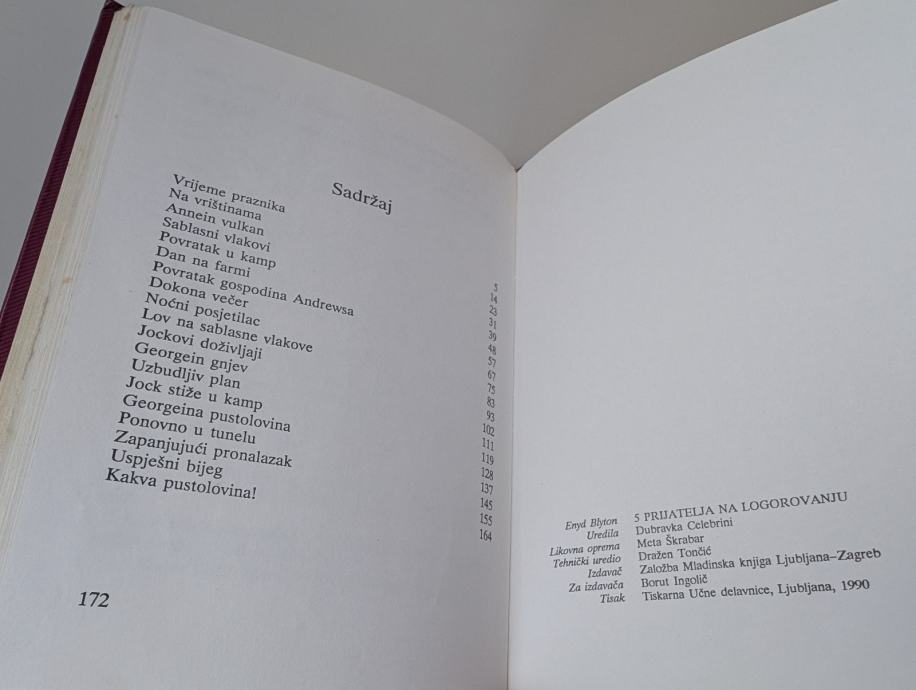 Sadržaj
Vrijeme praznika 5
Na vrištinama 14
Annein vulkan 23
Sablasni vlakovi 31
Povratak u kamp 39
Dan na farmi 48
Povratak gospodina Andrewsa 57
Dokona večer 67
Noćni posjetilac 75
Lov na sablasne vlakove 83
Jockovi doživljaji 93
Georgein gnjev 102
Uzbudljiv plan 111
Jock stiže u kamp 119
Georgeina pustolovina 128
Ponovno u tunelu 137
Zapanjujući pronalazak 145
Uspješni bijeg 155
Kakva pustolovina! 164
172
Enyd Blyton 5 PRIJATELJA NA LOGOROVANJU
Uredila Dubravka Celebrini
Likovna oprema Meta Škrabar
Tehnički uredio Dražen Tončić
Izdavač Založba Mladinska knjiga Ljubljana–Zagreb
Za izdavača Borut Ingolič
Tisak Tiskarna Učne delavnice, Ljubljana, 1990